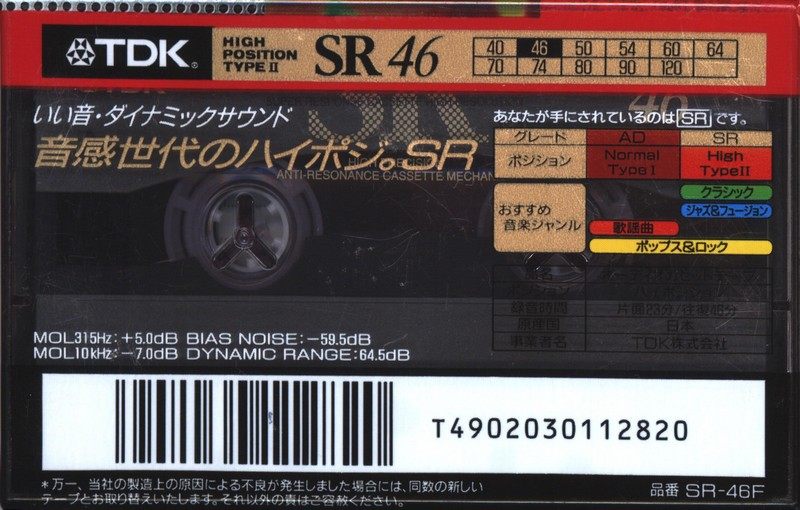 TDK®
HIGH
POSITION
TYPE II
SR 46
40 46 50 54 60 64
70 74 80 90 120
いい音・ダイナミックサウンド
音感世代のハイポジ。SR
ANTI-RESONANCE CASSETTE MECHAN
あなたが手にされているのは SR です。
グレード AD SR
ポジション Normal Type I High Type II
おすすめ
音楽ジャンル
クラシック
ジャズ&フュージョン
歌謡曲
ポップス&ロック
録音時間 片面23分/往復46分
原産国 日本
事業者名 TDK株式会社
MOL315Hz:+5.0dB BIAS NOISE:−59.5dB
MOL10kHz:−7.0dB DYNAMIC RANGE:64.5dB
T4902030112820
*万一、当社の製造上の原因による不良が発生しました場合には、同数の新しい
テープとお取り替えいたします。それ以外の責はご容赦ください。
品番 SR-46F